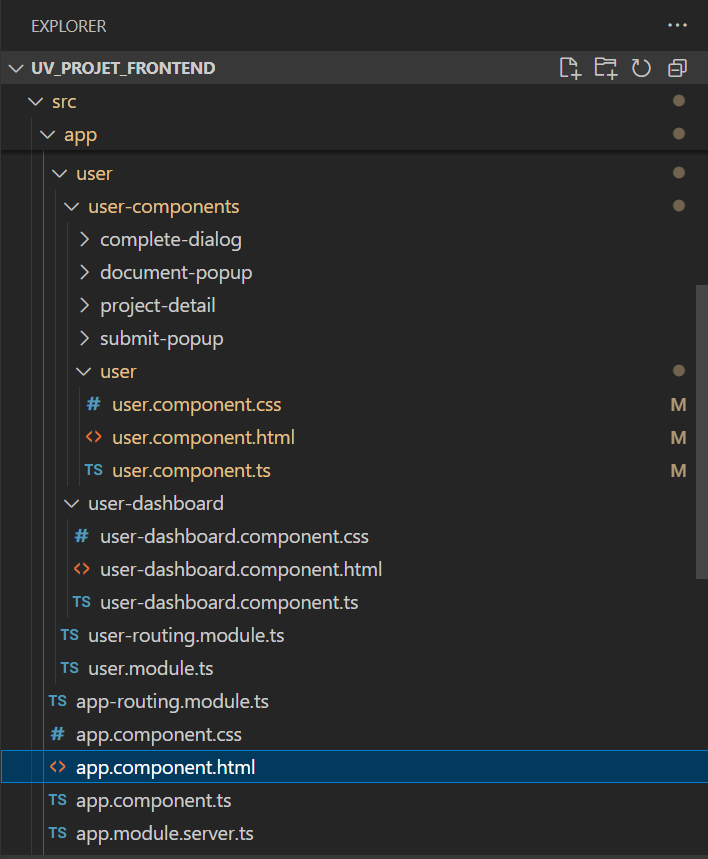 EXPLORER ...
UV_PROJET_FRONTEND
src
app
user
user-components
complete-dialog
document-popup
project-detail
submit-popup
user
# user.component.css M
<> user.component.html M
TS user.component.ts M
user-dashboard
# user-dashboard.component.css
<> user-dashboard.component.html
TS user-dashboard.component.ts
TS user-routing.module.ts
TS user.module.ts
TS app-routing.module.ts
# app.component.css
<> app.component.html
TS app.component.ts
TS app.module.server.ts